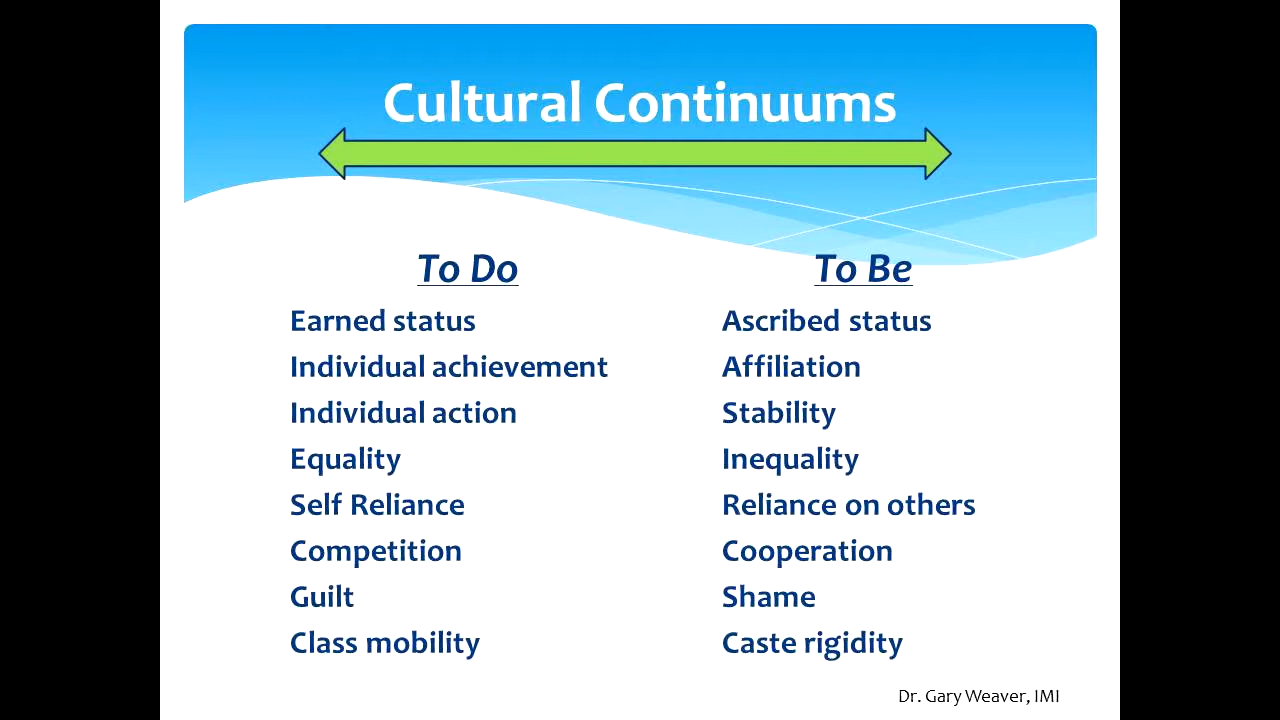 Cultural Continuums
To Do
Earned status
Individual achievement
Individual action
Equality
Self Reliance
Competition
Guilt
Class mobility
To Be
Ascribed status
Affiliation
Stability
Inequality
Reliance on others
Cooperation
Shame
Caste rigidity
Dr. Gary Weaver, IMI